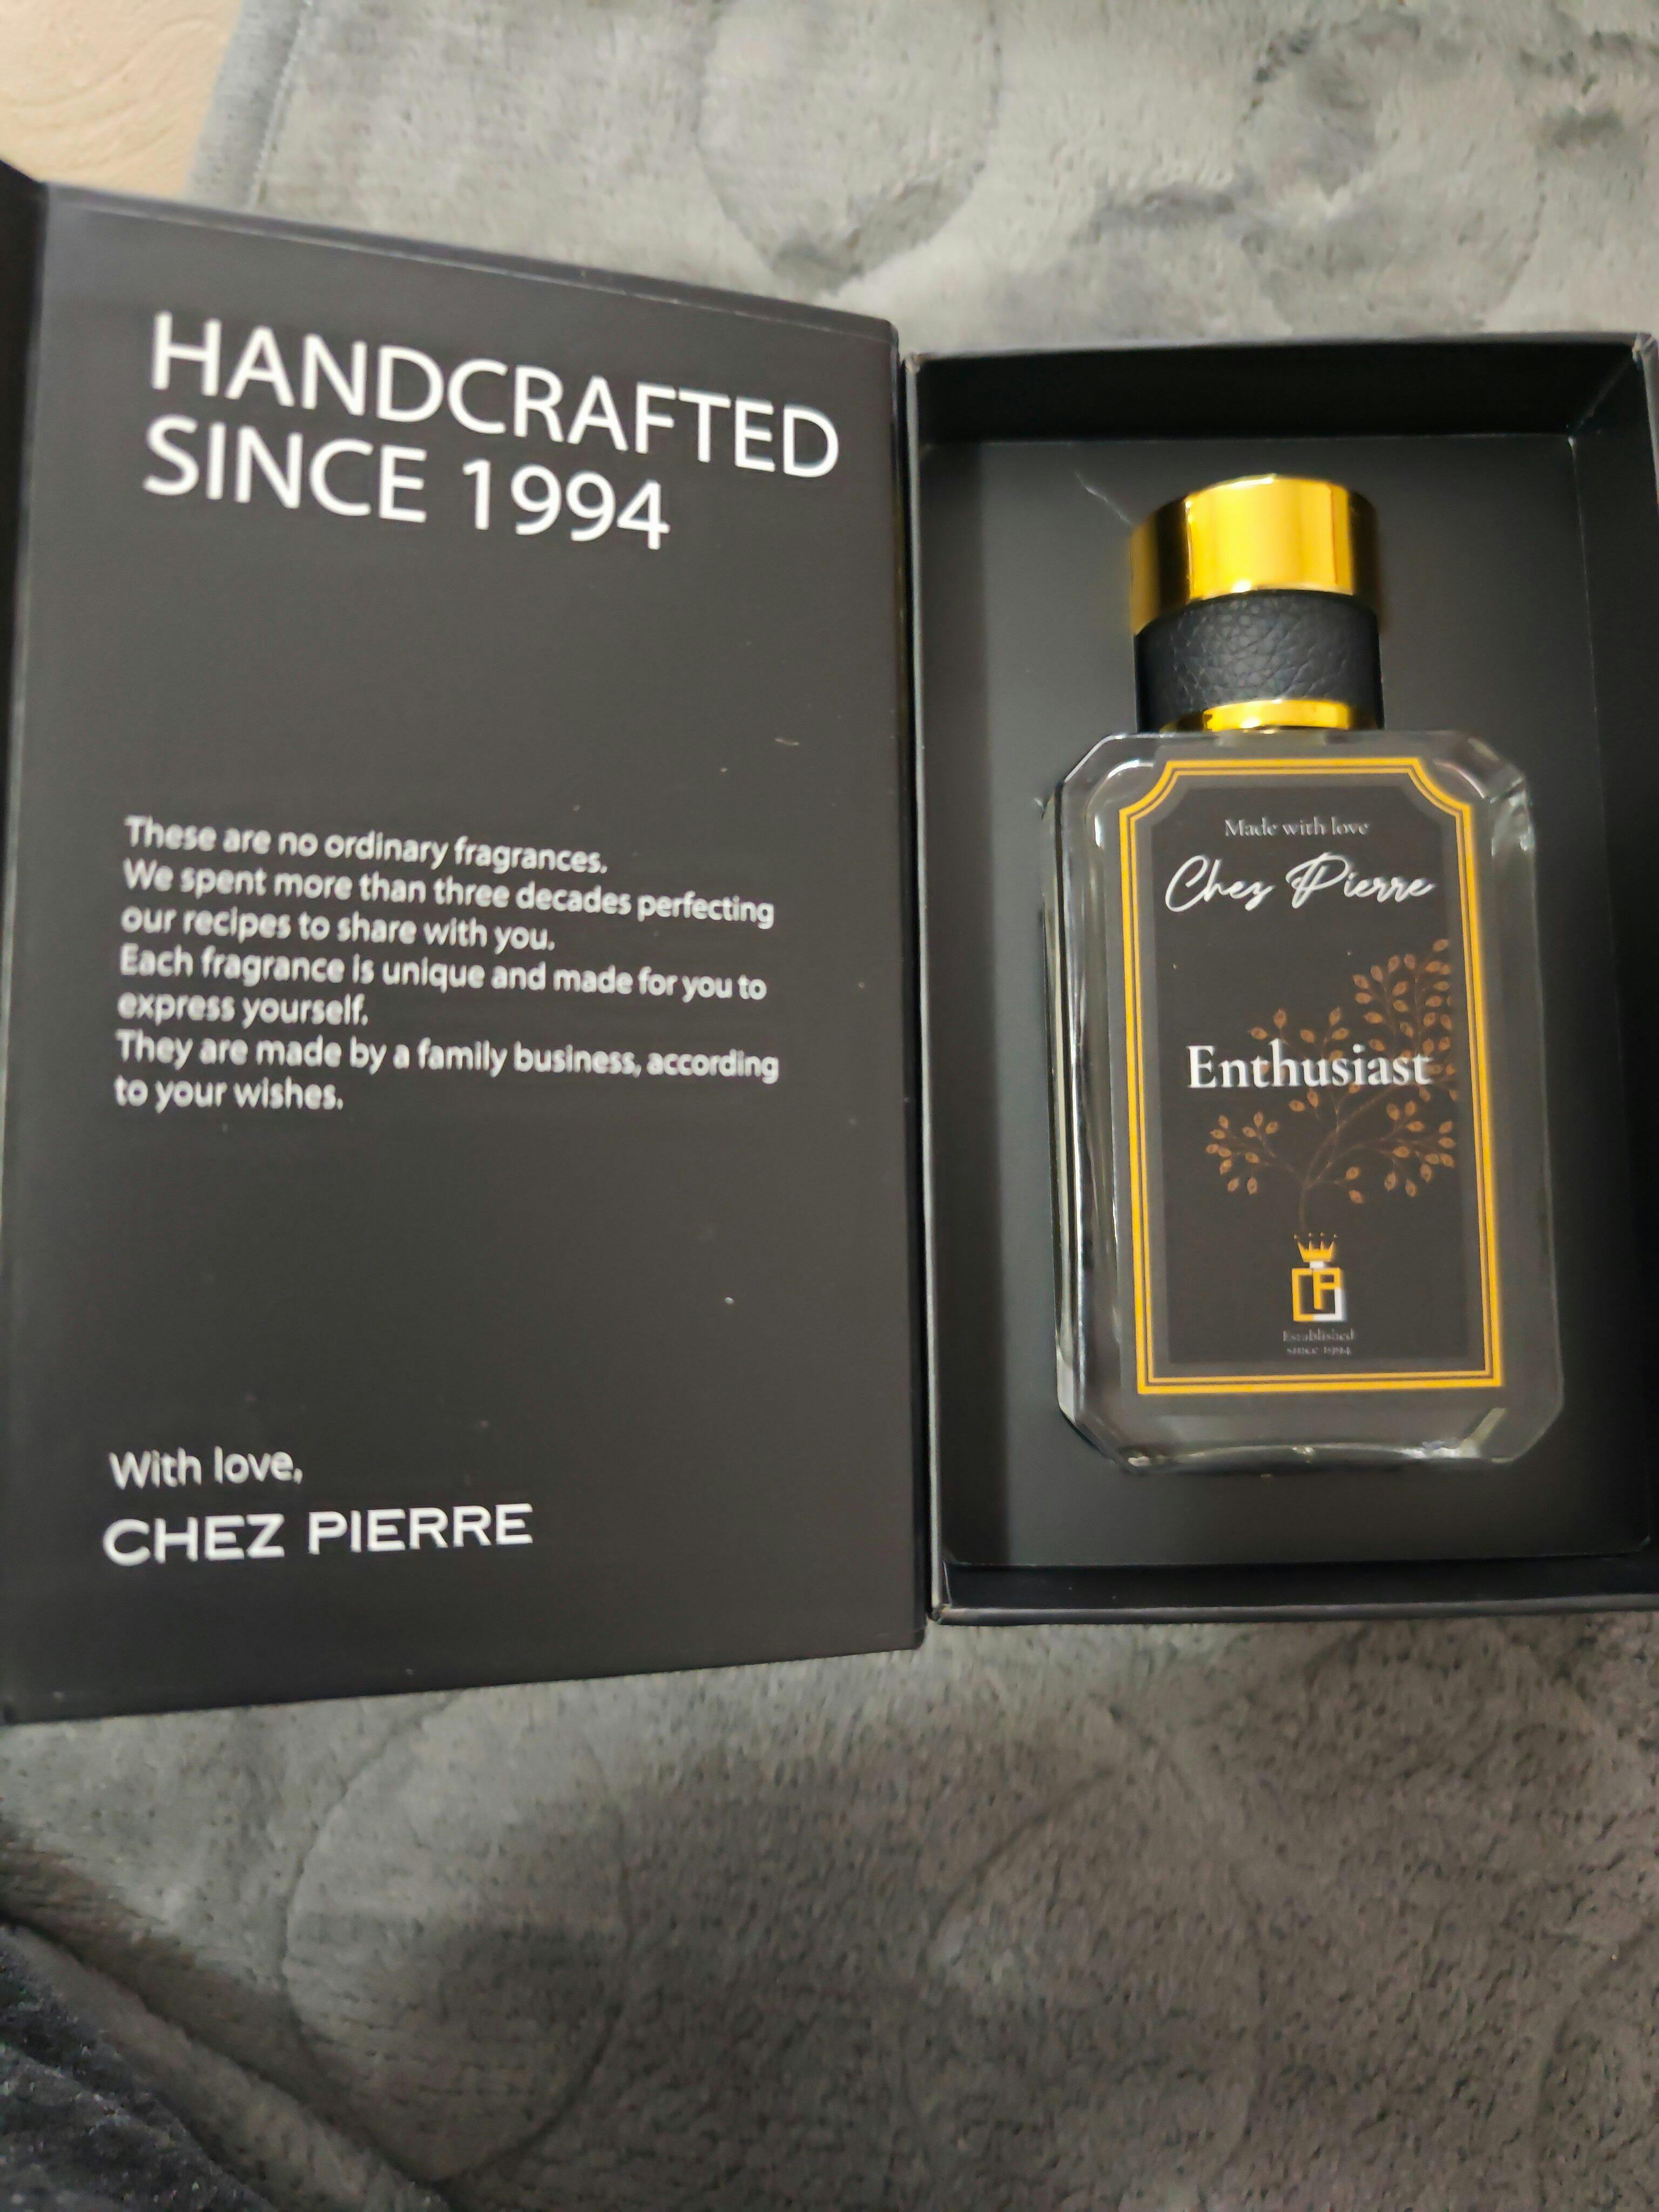 HANDCRAFTED
SINCE 1994
These are no ordinary fragrances.
We spent more than three decades perfecting
our recipes to share with you.
Each fragrance is unique and made for you to
express yourself.
They are made by a family business, according
to your wishes.
With love,
CHEZ PIERRE
Made with love
Chez Pierre
Enthusiast
CP
Established
since 1994